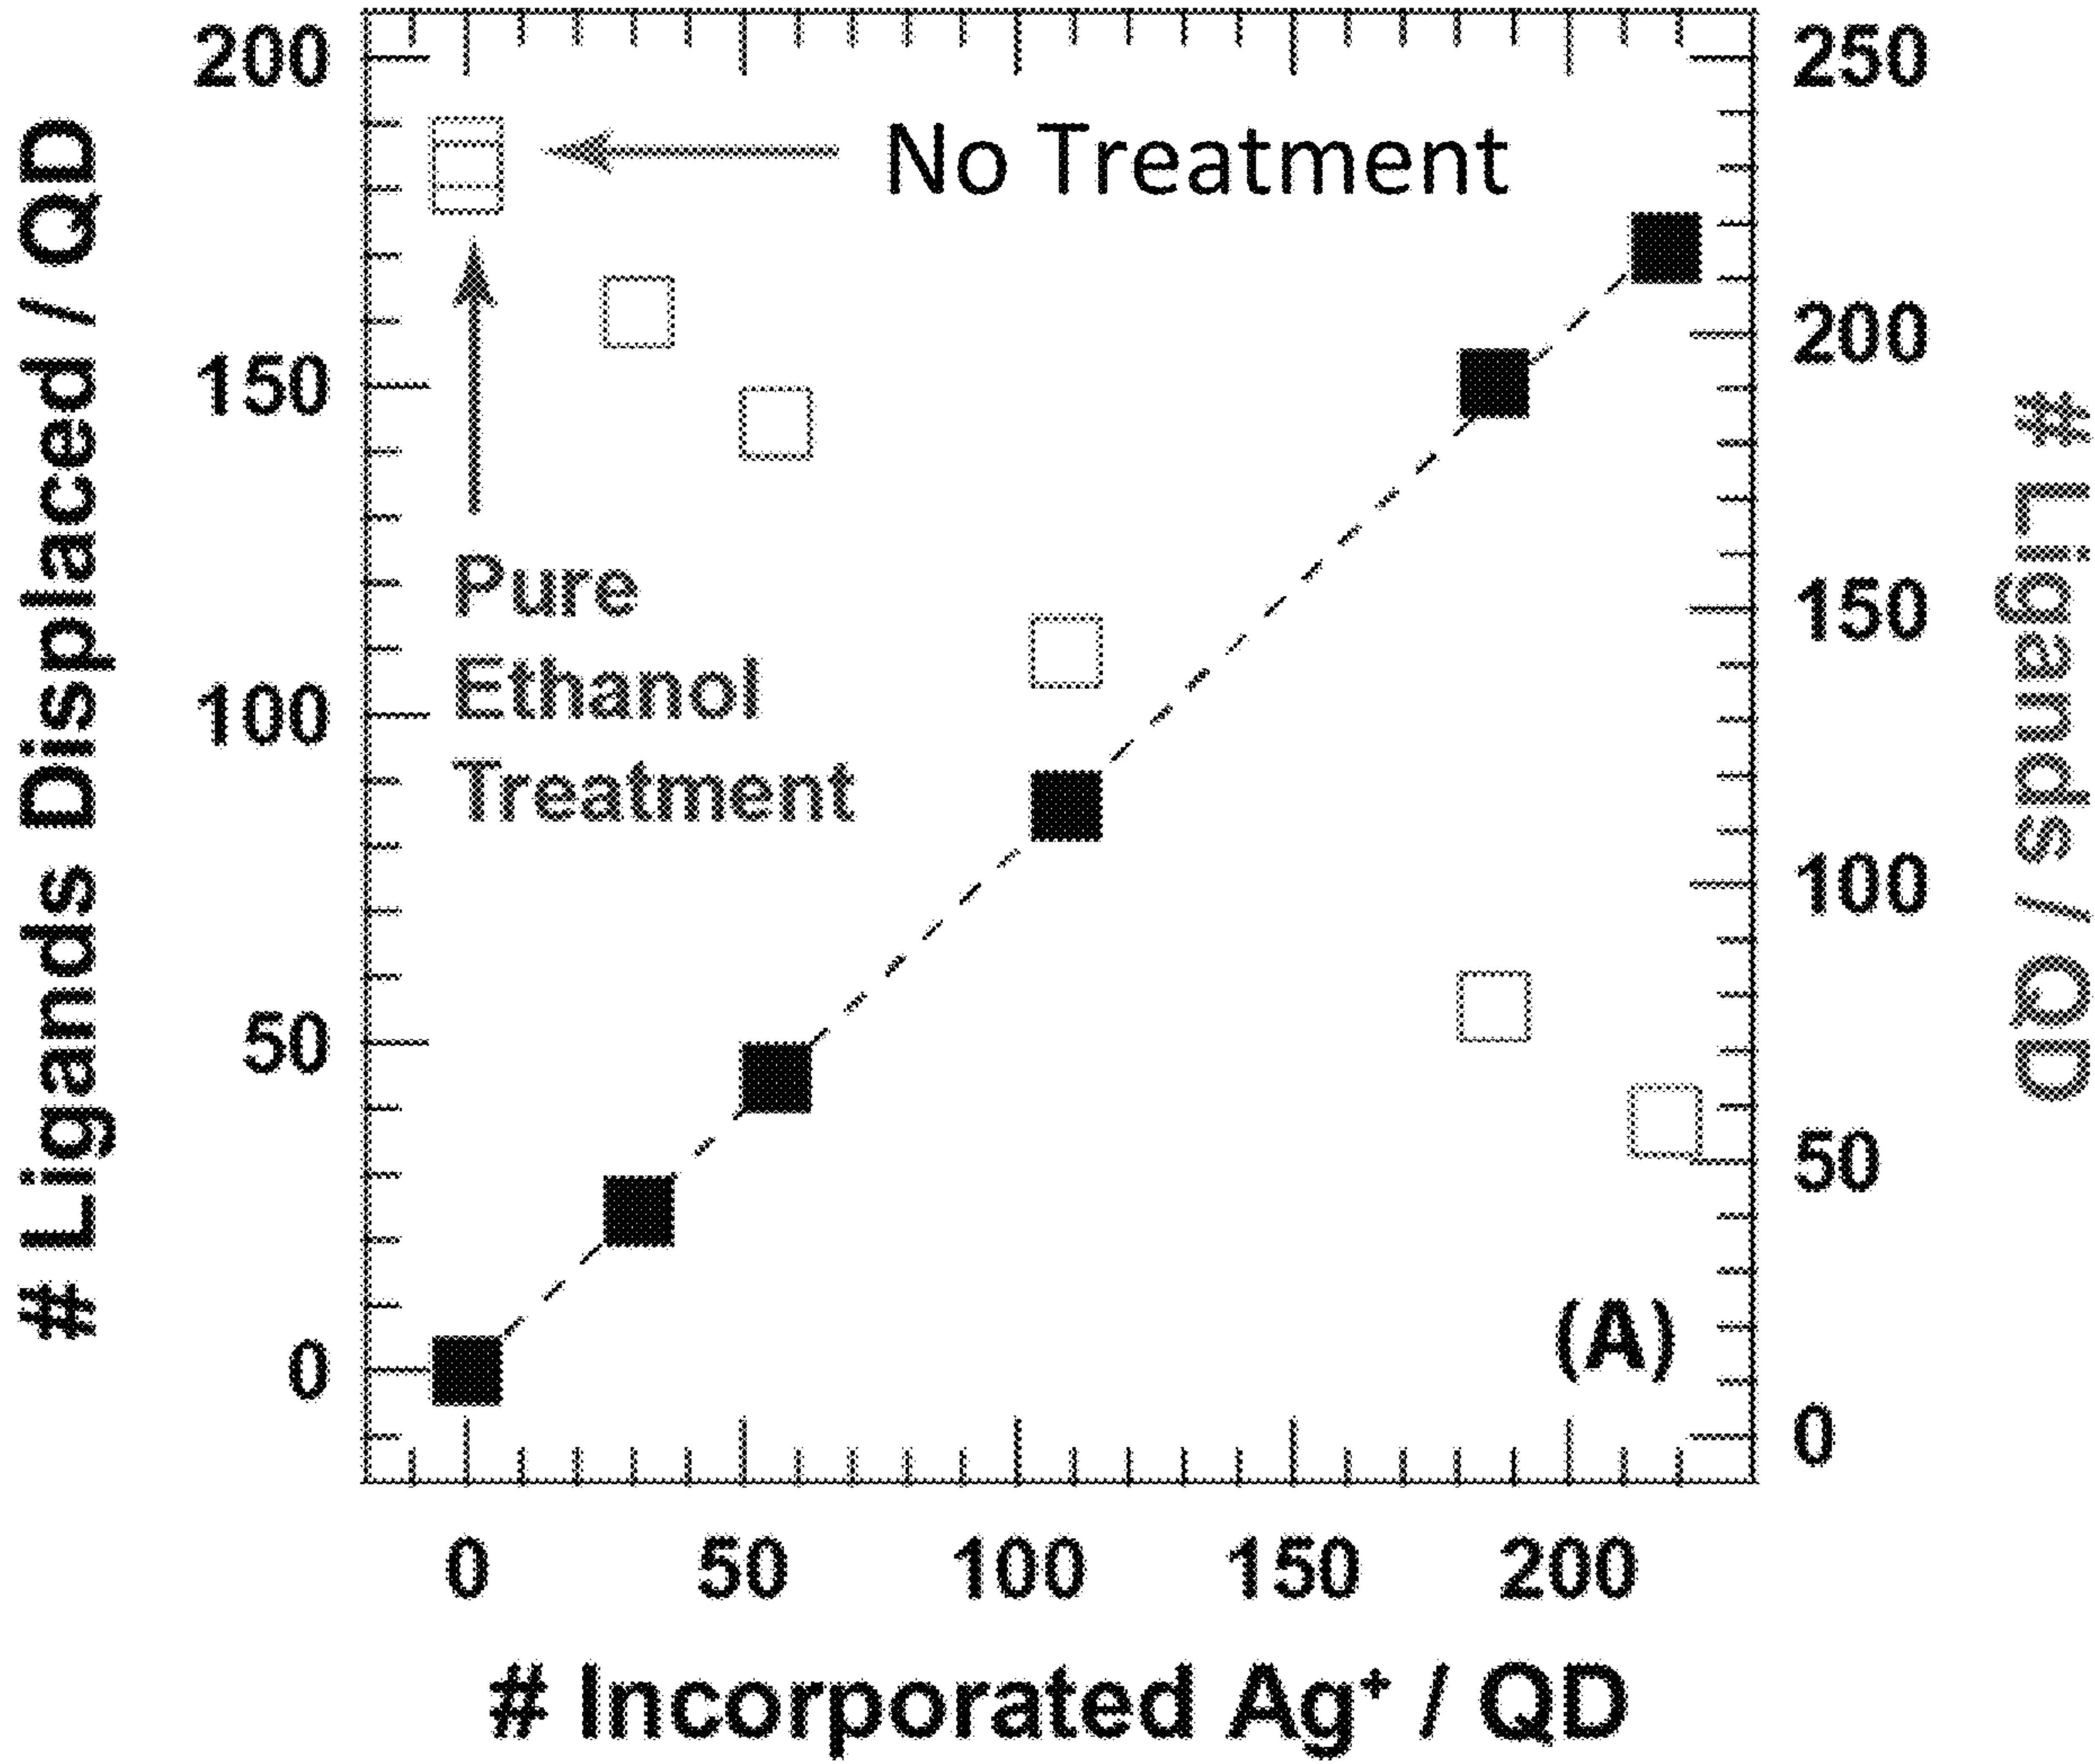 # Ligands Displaced / QD
200
150
100
50
0
No Treatment
Pure
Ethanol
Treatment
(A)
250
200
150
100
50
0
# Ligands / QD
0 50 100 150 200
# Incorporated Ag⁺ / QD